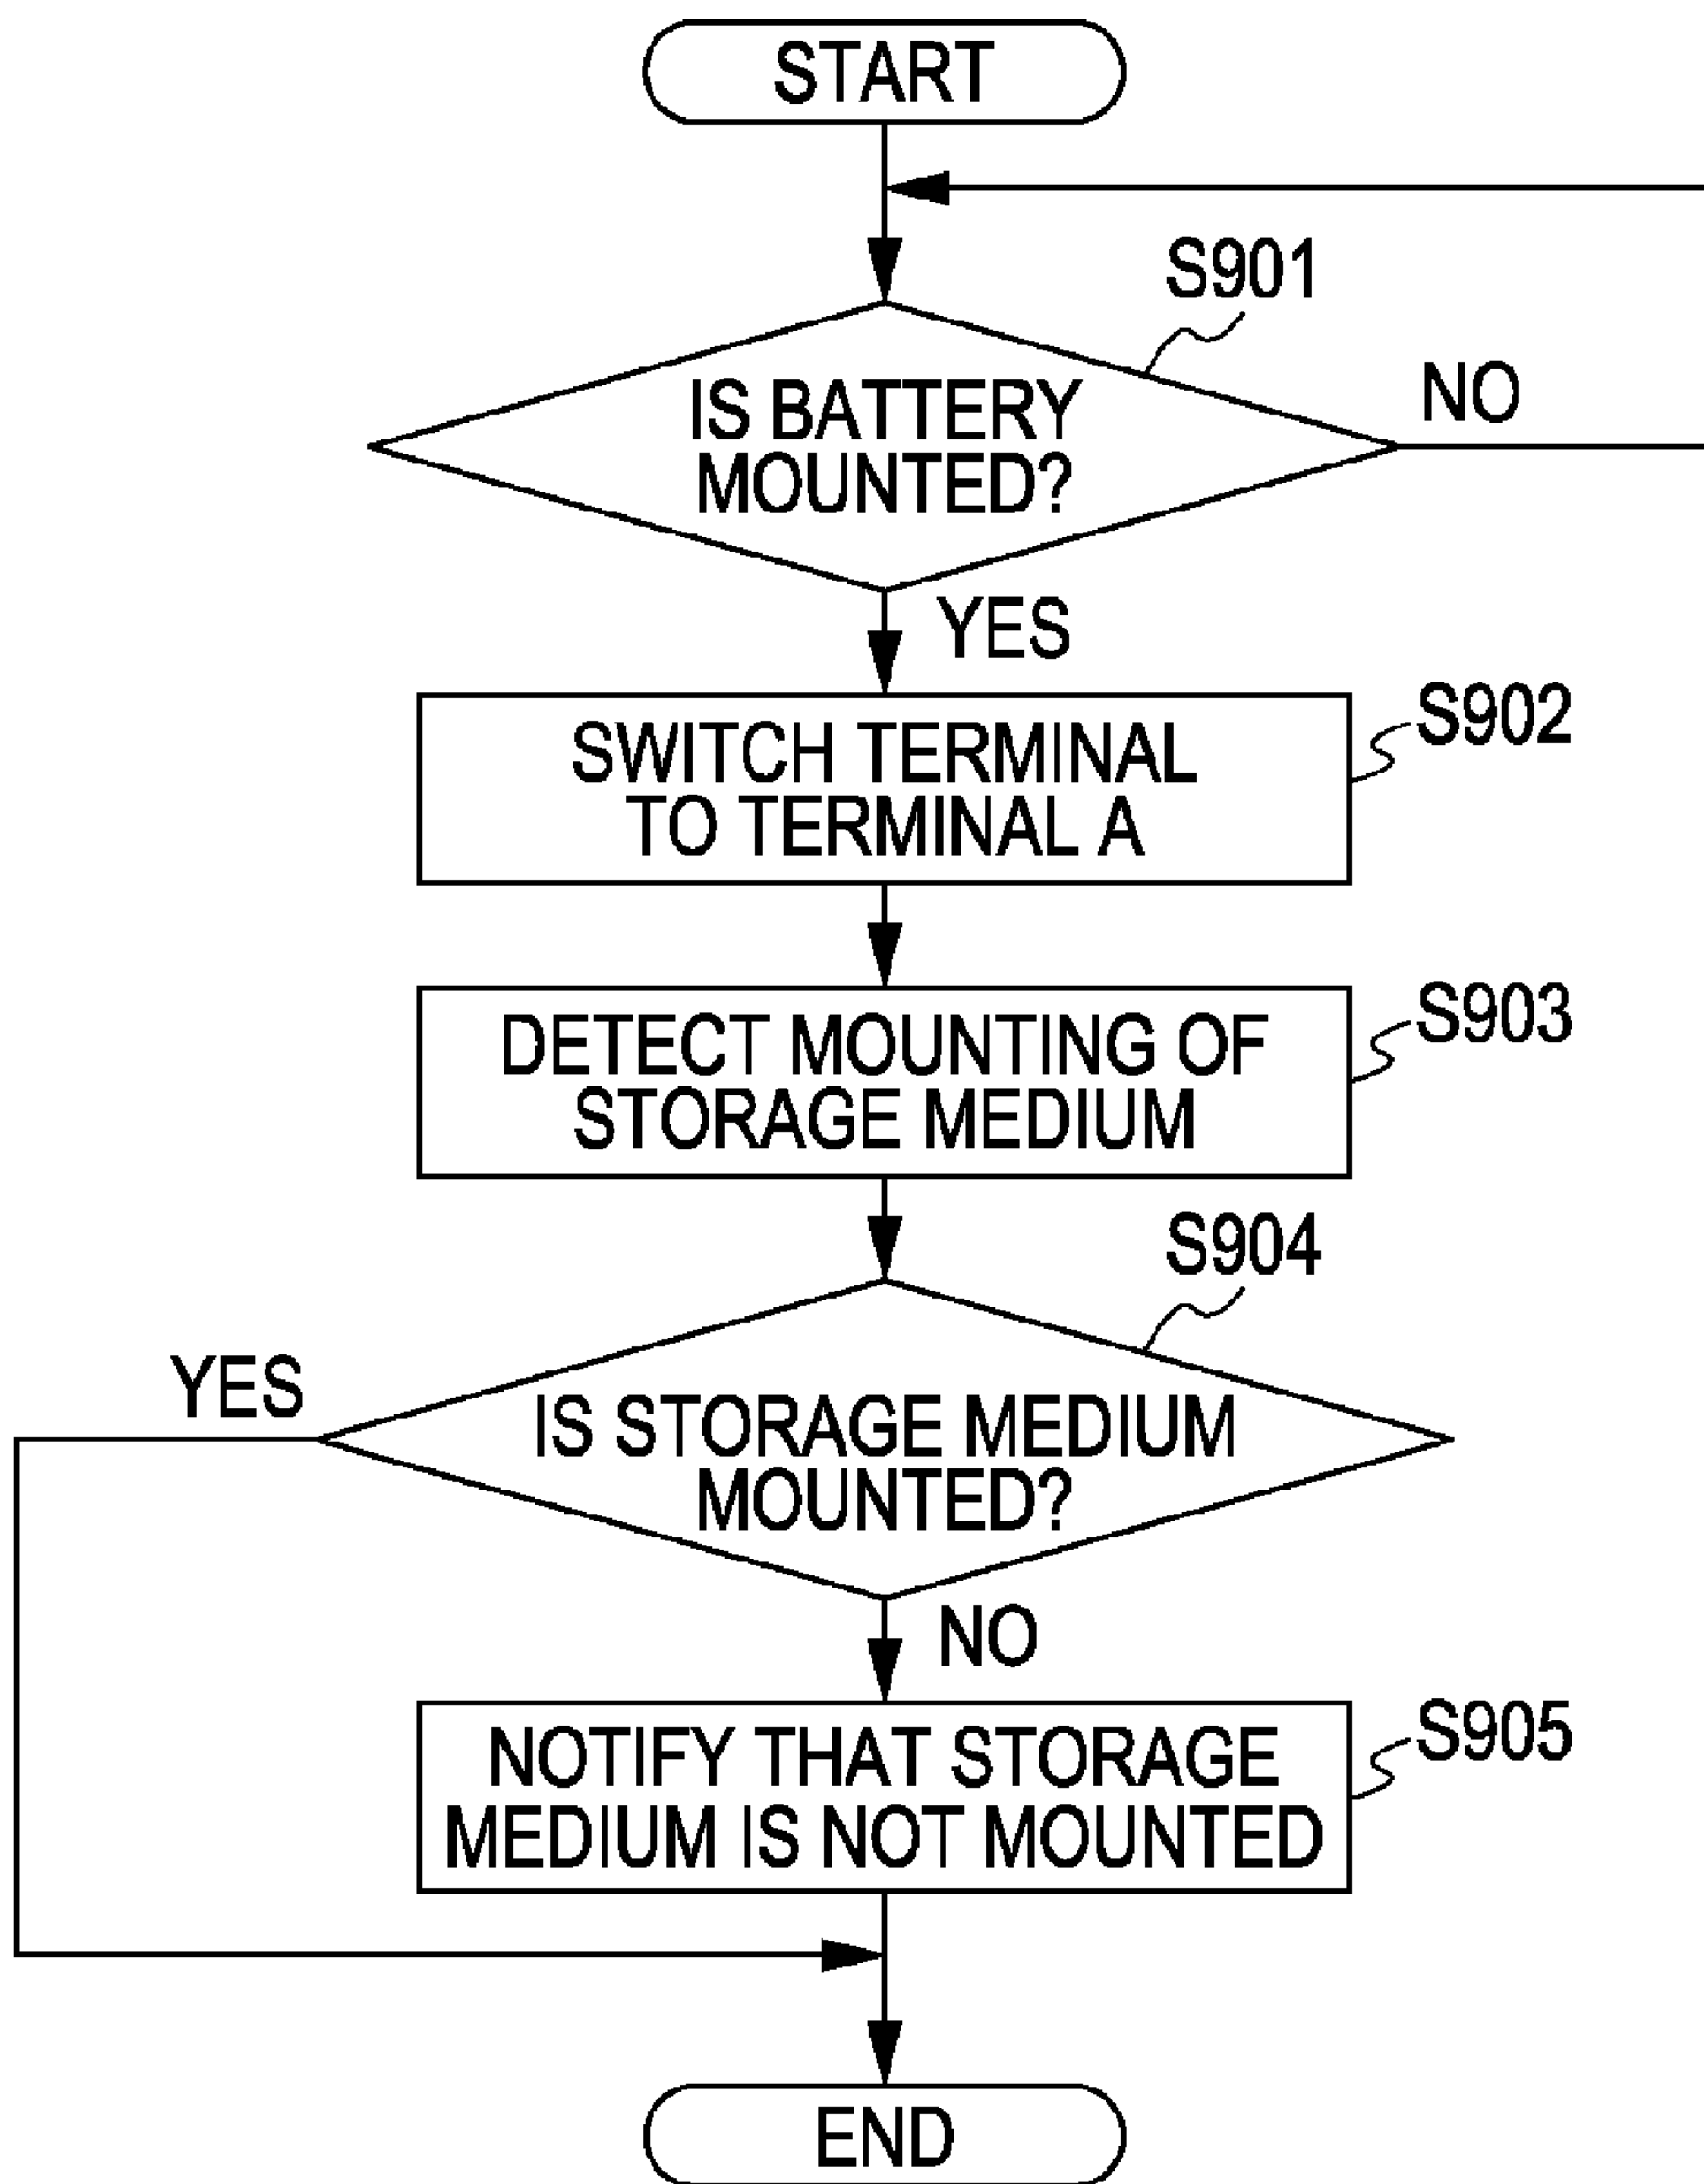 START
S901
IS BATTERY
MOUNTED?
NO
YES
SWITCH TERMINAL
TO TERMINAL A
S902
DETECT MOUNTING OF
STORAGE MEDIUM
S903
S904
YES
IS STORAGE MEDIUM
MOUNTED?
NO
NOTIFY THAT STORAGE
MEDIUM IS NOT MOUNTED
S905
END